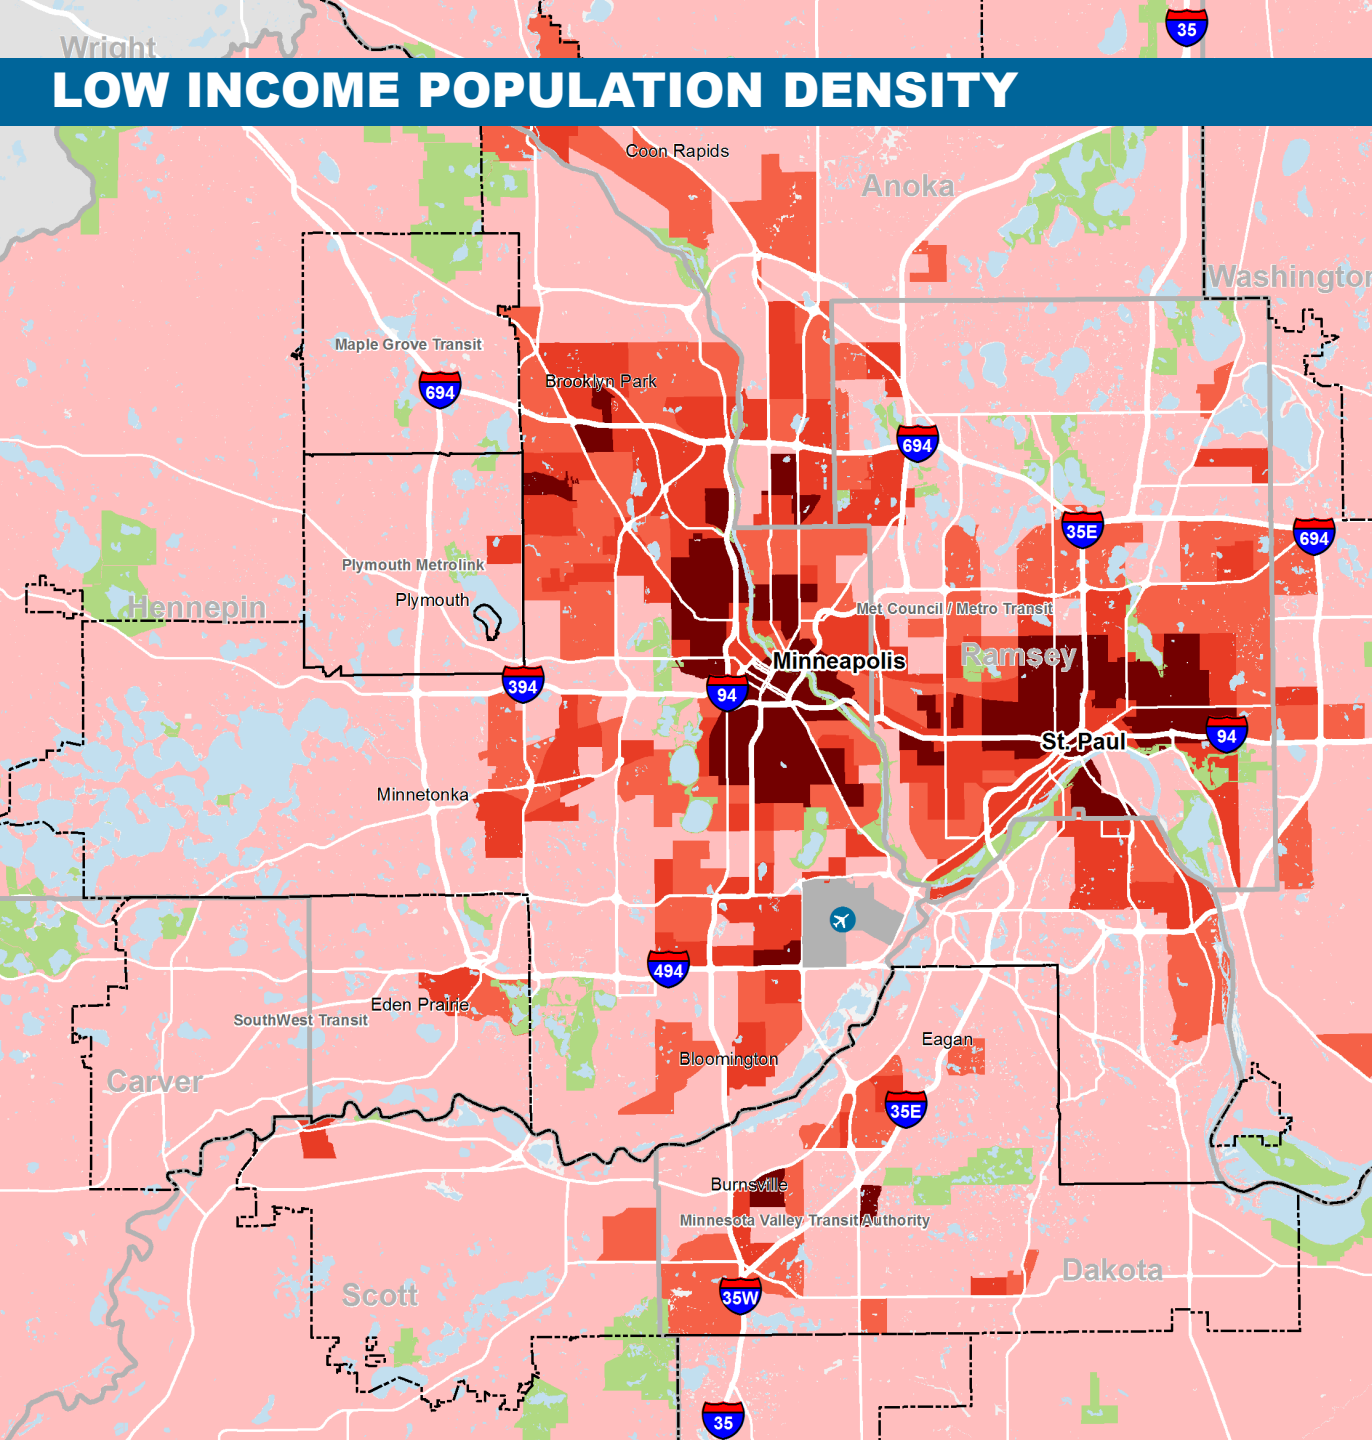 35
Wright
LOW INCOME POPULATION DENSITY
Coon Rapids
Anoka
Washington
Maple Grove Transit
Brooklyn Park
694
694
35E
694
Plymouth Metrolink
Plymouth
Hennepin
Met Council / Metro Transit
Ramsey
Minneapolis
394
94
94
St. Paul
Minnetonka
494
Eden Prairie
SouthWest Transit
Eagan
Bloomington
Carver
35E
Burnsville
Minnesota Valley Transit Authority
Dakota
Scott
35W
35